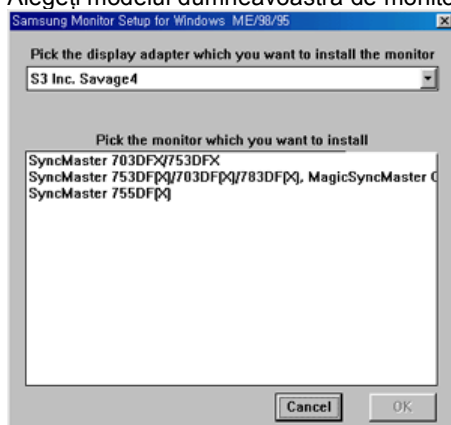 Alegeți modelul dumneavoastră de monito
Samsung Monitor Setup for Windows ME/98/95
Pick the display adapter which you want to install the monitor
S3 Inc. Savage4
Pick the monitor which you want to install
SyncMaster 703DFX/753DFX
SyncMaster 753DF[X]/703DF[X]/783DF[X], MagicSyncMaster C
SyncMaster 755DF[X]
Cancel OK